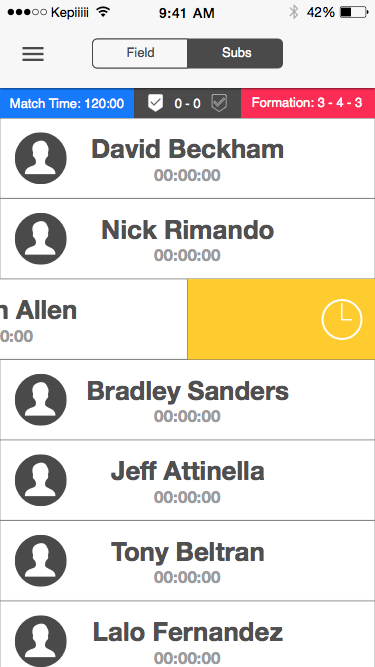 Kepiiiii 9:41 AM 42%
Field Subs
Match Time: 120:00 0 - 0 Formation: 3 - 4 - 3
David Beckham
00:00:00
Nick Rimando
00:00:00
n Allen
0:00
Bradley Sanders
00:00:00
Jeff Attinella
00:00:00
Tony Beltran
00:00:00
Lalo Fernandez
00:00:00